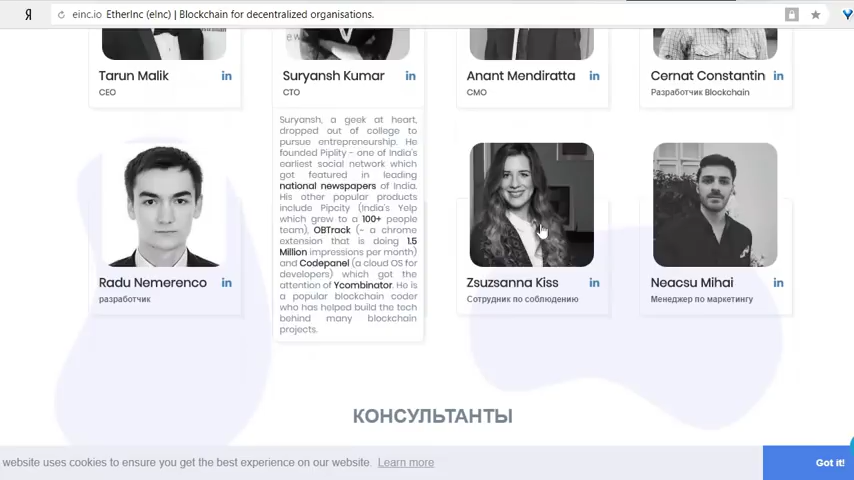 Я einc.io EtherInc (eInc) | Blockchain for decentralized organisations.
Tarun Malik in
CEO
Suryansh Kumar in
CTO
Anant Mendiratta in
CMO
Cernat Constantin in
Разработчик Blockchain
Suryansh, a geek at heart,
dropped out of college to
pursue entrepreneurship. He
founded Piplity - one of India's
earliest social network which
got featured in leading
national newspapers of India.
His other popular products
include Pipcity (India's Yelp
which grew to a 100+ people
team), OBTrack (- a chrome
extension that is doing 1.5
Million impressions per month)
and Codepanel (a cloud OS for
developers) which got the
attention of Ycombinator. He is
a popular blockchain coder
who has helped build the tech
behind many blockchain
projects.
Radu Nemerenco in
разработчик
Zsuzsanna Kiss in
Сотрудник по соблюдению
Neacsu Mihai in
Менеджер по маркетингу
КОНСУЛЬТАНТЫ
website uses cookies to ensure you get the best experience on our website. Learn more
Got it!